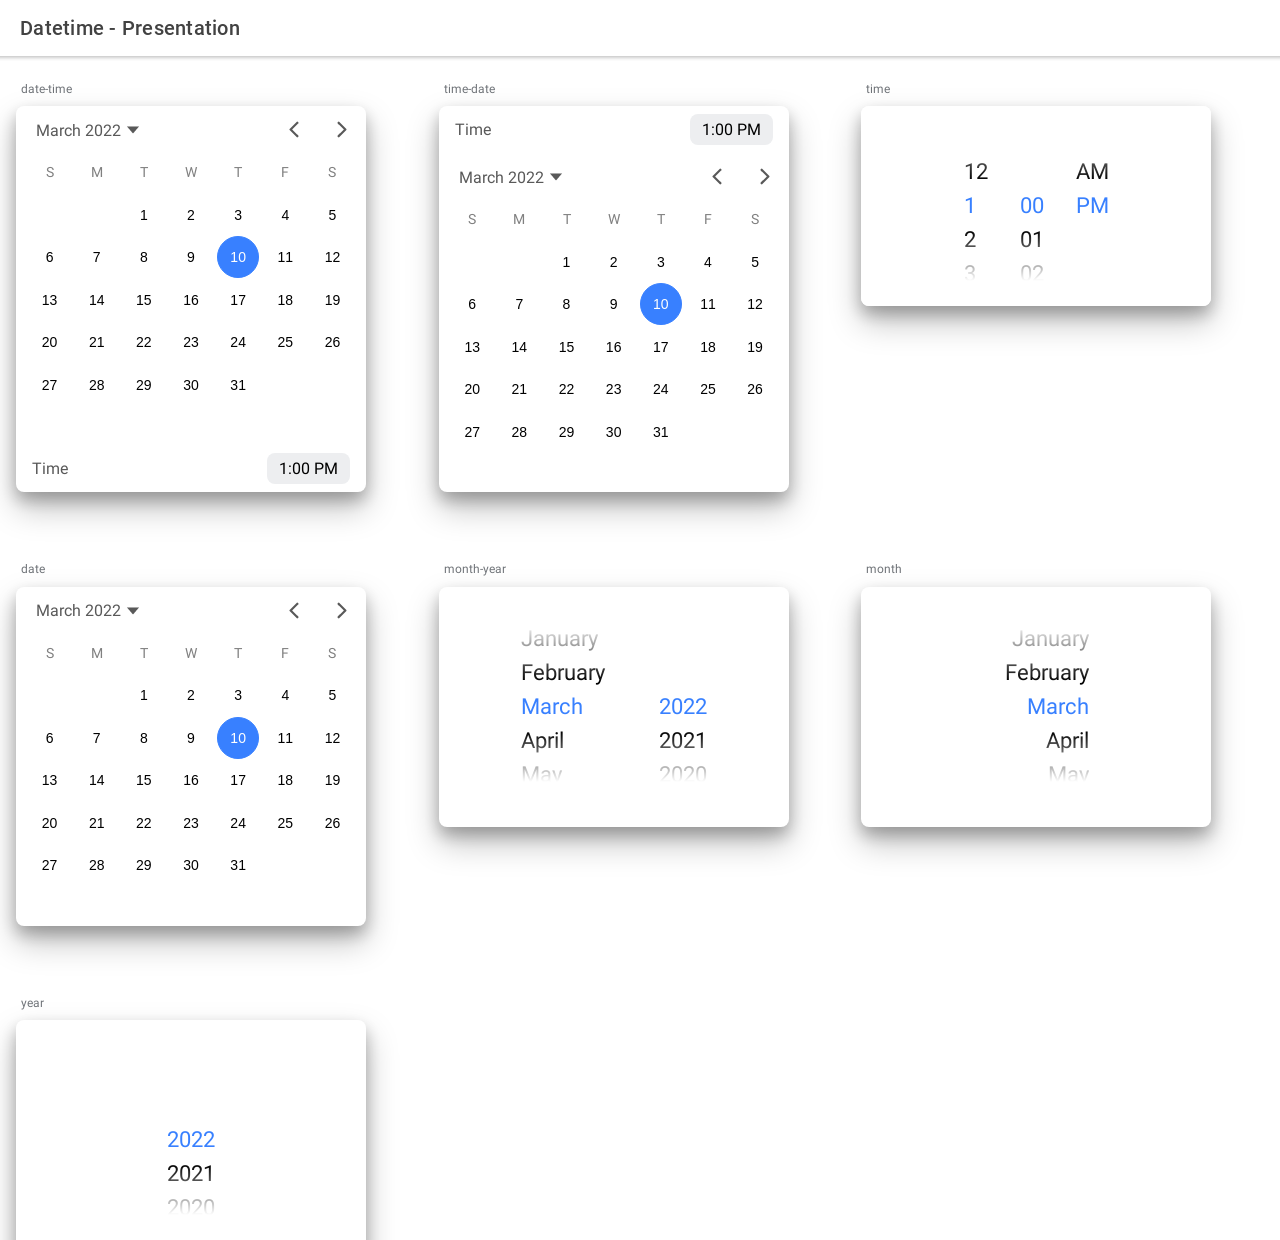 Datetime - Presentation
date-time
March 2022
S M T W T F S
1 2 3 4 5
6 7 8 9 10 11 12
13 14 15 16 17 18 19
20 21 22 23 24 25 26
27 28 29 30 31
Time 1:00 PM
time-date
Time 1:00 PM
March 2022
S M T W T F S
1 2 3 4 5
6 7 8 9 10 11 12
13 14 15 16 17 18 19
20 21 22 23 24 25 26
27 28 29 30 31
time
12 AM
1 00 PM
2 01
3 02
date
March 2022
S M T W T F S
1 2 3 4 5
6 7 8 9 10 11 12
13 14 15 16 17 18 19
20 21 22 23 24 25 26
27 28 29 30 31
month-year
January
February
March 2022
April 2021
May 2020
month
January
February
March
April
May
year
2022
2021
2020